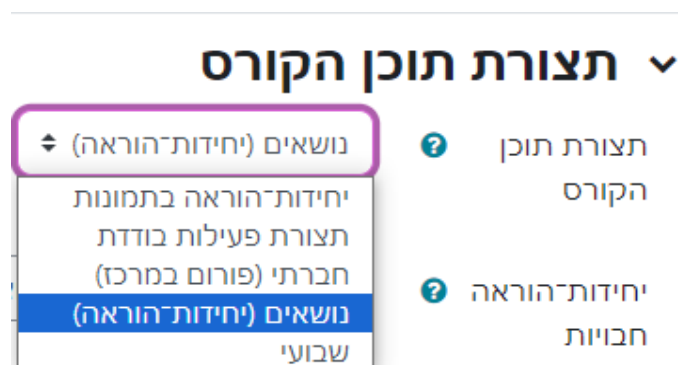 תצורת תוכן הקורס
תצורת תוכן הקורס
נושאים (יחידות־הוראה)
יחידות־הוראה בתמונות
תצורת פעילות בודדת
חברתי (פורום במרכז)
נושאים (יחידות־הוראה)
שבועי
יחידות־הוראה חבויות